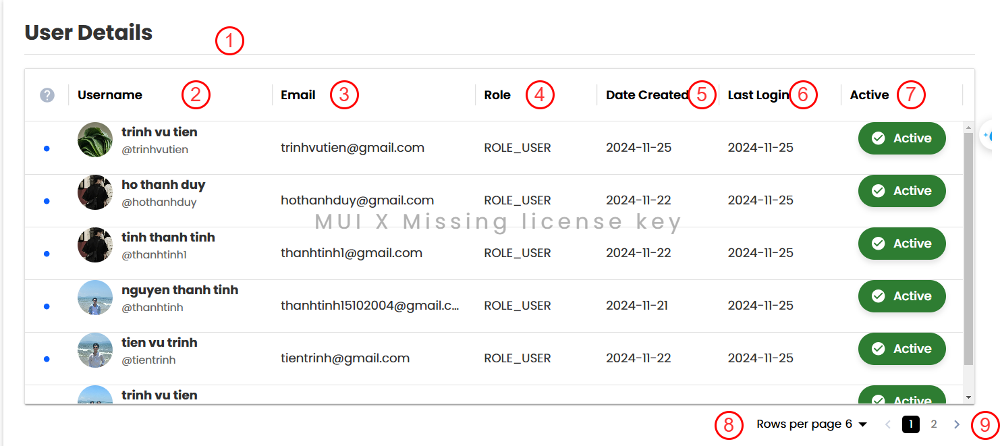 User Details
1
? Username 2 Email 3 Role 4 Date Created 5 Last Login 6 Active 7
trinh vu tien
@trinhvutien
trinhvutien@gmail.com ROLE_USER 2024-11-25 2024-11-25 Active
ho thanh duy
@hothanhduy
hothanhduy@gmail.com ROLE_USER 2024-11-22 2024-11-25 Active
MUI X Missing license key
tinh thanh tinh
@thanhtinh1
thanhtinh1@gmail.com ROLE_USER 2024-11-22 2024-11-25 Active
nguyen thanh tinh
@thanhtinh
thanhtinh15102004@gmail.c... ROLE_USER 2024-11-21 2024-11-25 Active
tien vu trinh
@tientrinh
tientrinh@gmail.com ROLE_USER 2024-11-22 2024-11-25 Active
trinh vu tien
Active
8 Rows per page 6 1 2 9